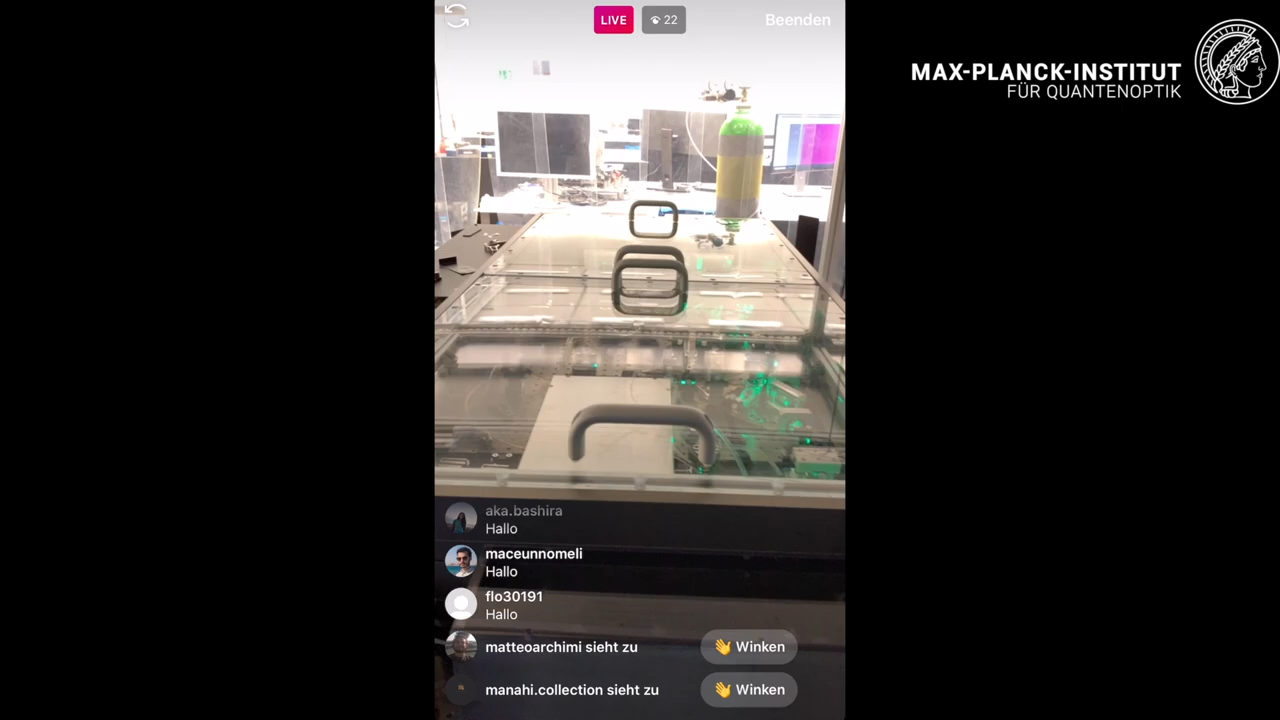 LIVE
22
Beenden
MAX-PLANCK-INSTITUT
FÜR QUANTENOPTIK
aka.bashira
Hallo
maceunnomeli
Hallo
flo30191
Hallo
matteoarchimi sieht zu
👋 Winken
manahi.collection sieht zu
👋 Winken